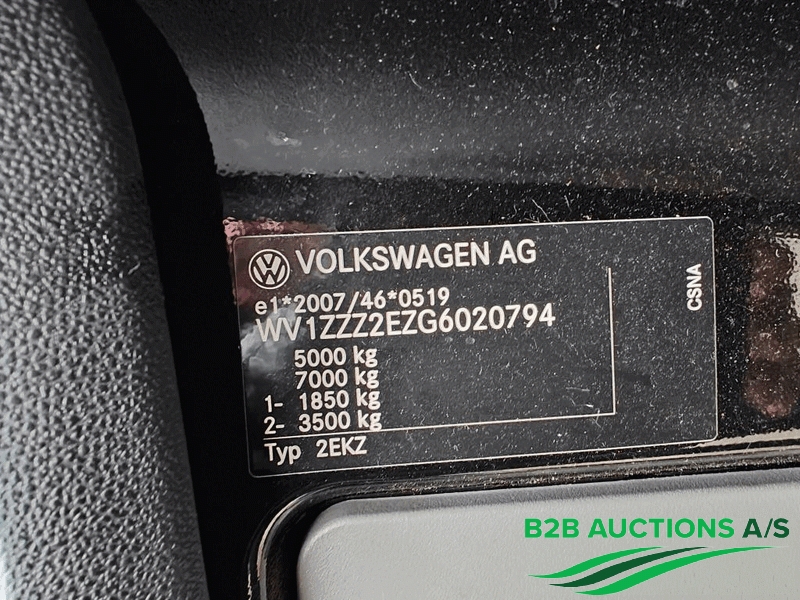 VOLKSWAGEN AG
e1*2007/46*0519
WV1ZZZ2EZG6020794
5000 kg
7000 kg
1- 1850 kg
2- 3500 kg
Typ 2EKZ
CSNA
B2B AUCTIONS A/S